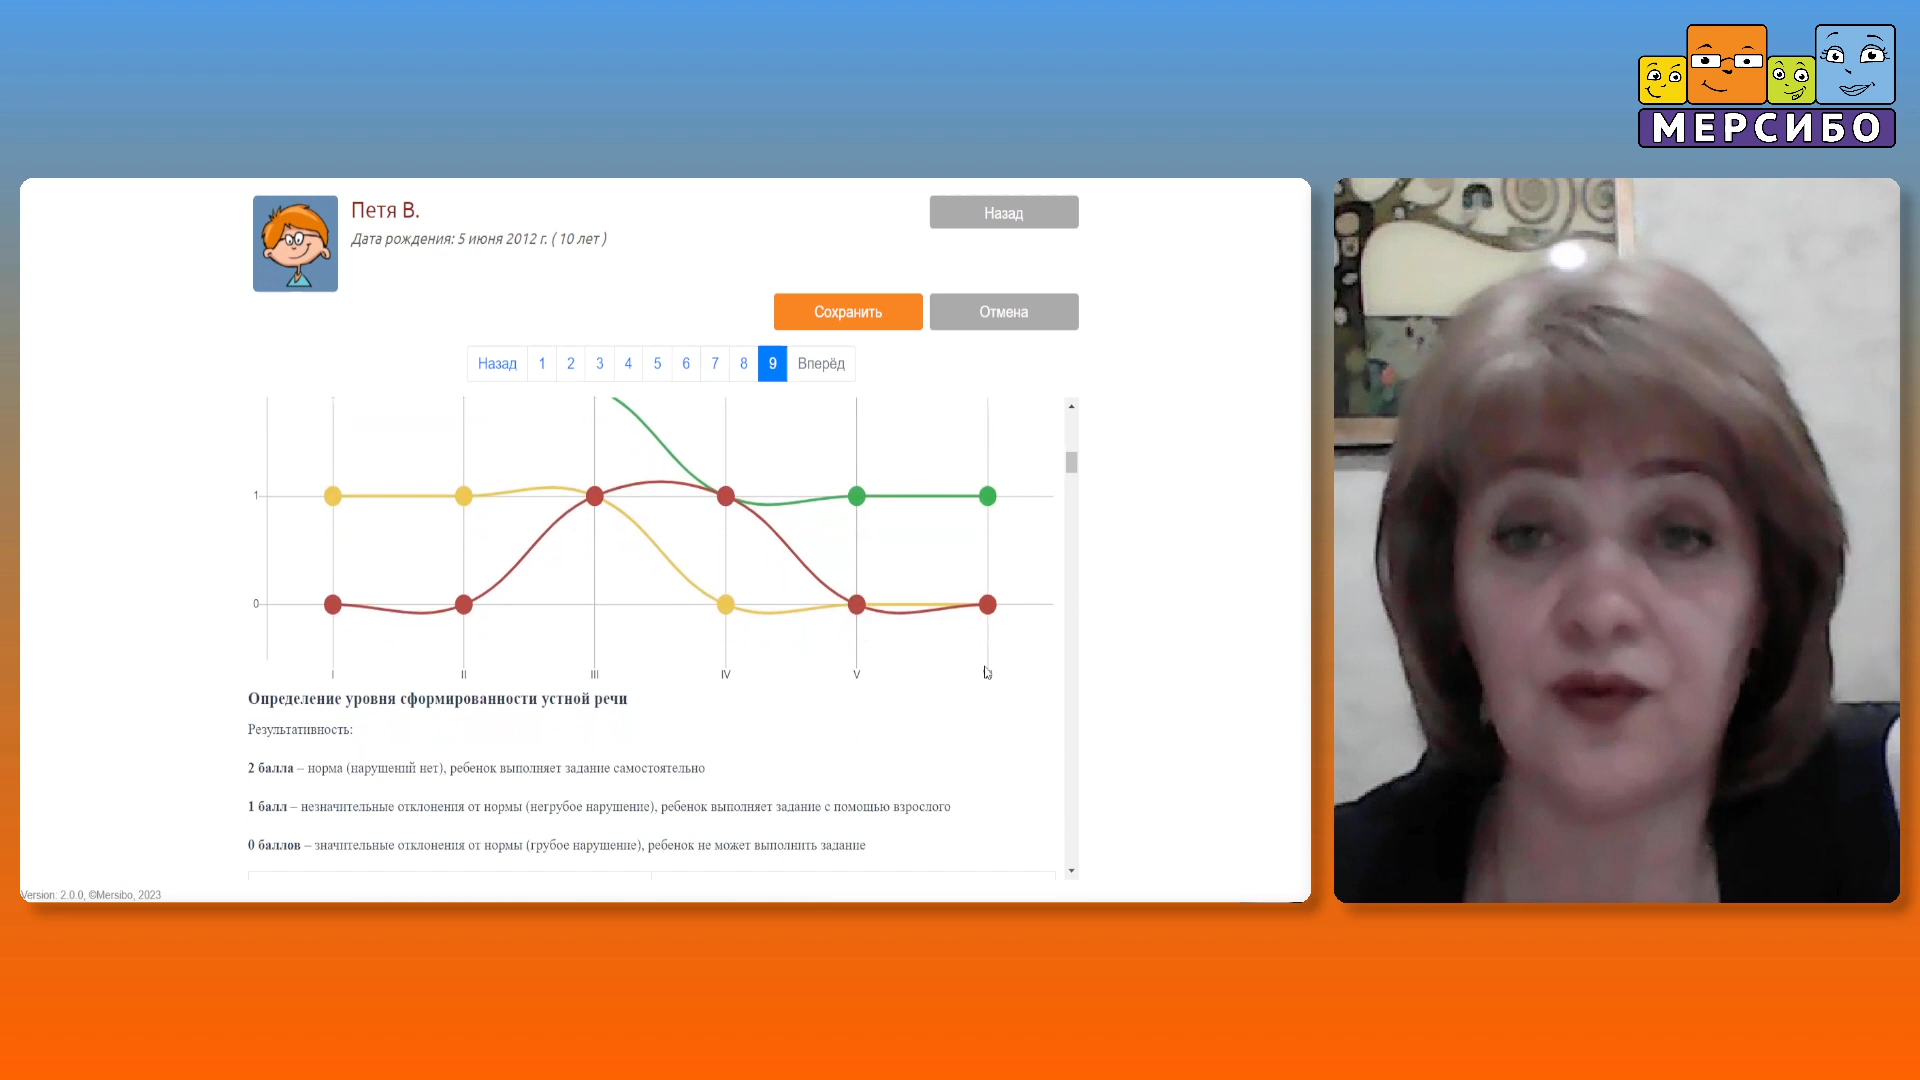 МЕРСИБО
Петя В.
Дата рождения: 5 июня 2012 г. ( 10 лет )
Назад
Сохранить
Отмена
Назад 1 2 3 4 5 6 7 8 9 Вперёд
1
0
I II III IV V
Определение уровня сформированности устной речи
Результативность:
2 балла – норма (нарушений нет), ребенок выполняет задание самостоятельно
1 балл – незначительные отклонения от нормы (негрубое нарушение), ребенок выполняет задание с помощью взрослого
0 баллов – значительные отклонения от нормы (грубое нарушение), ребенок не может выполнить задание
Version: 2.0.0, ©Mersibo, 2023